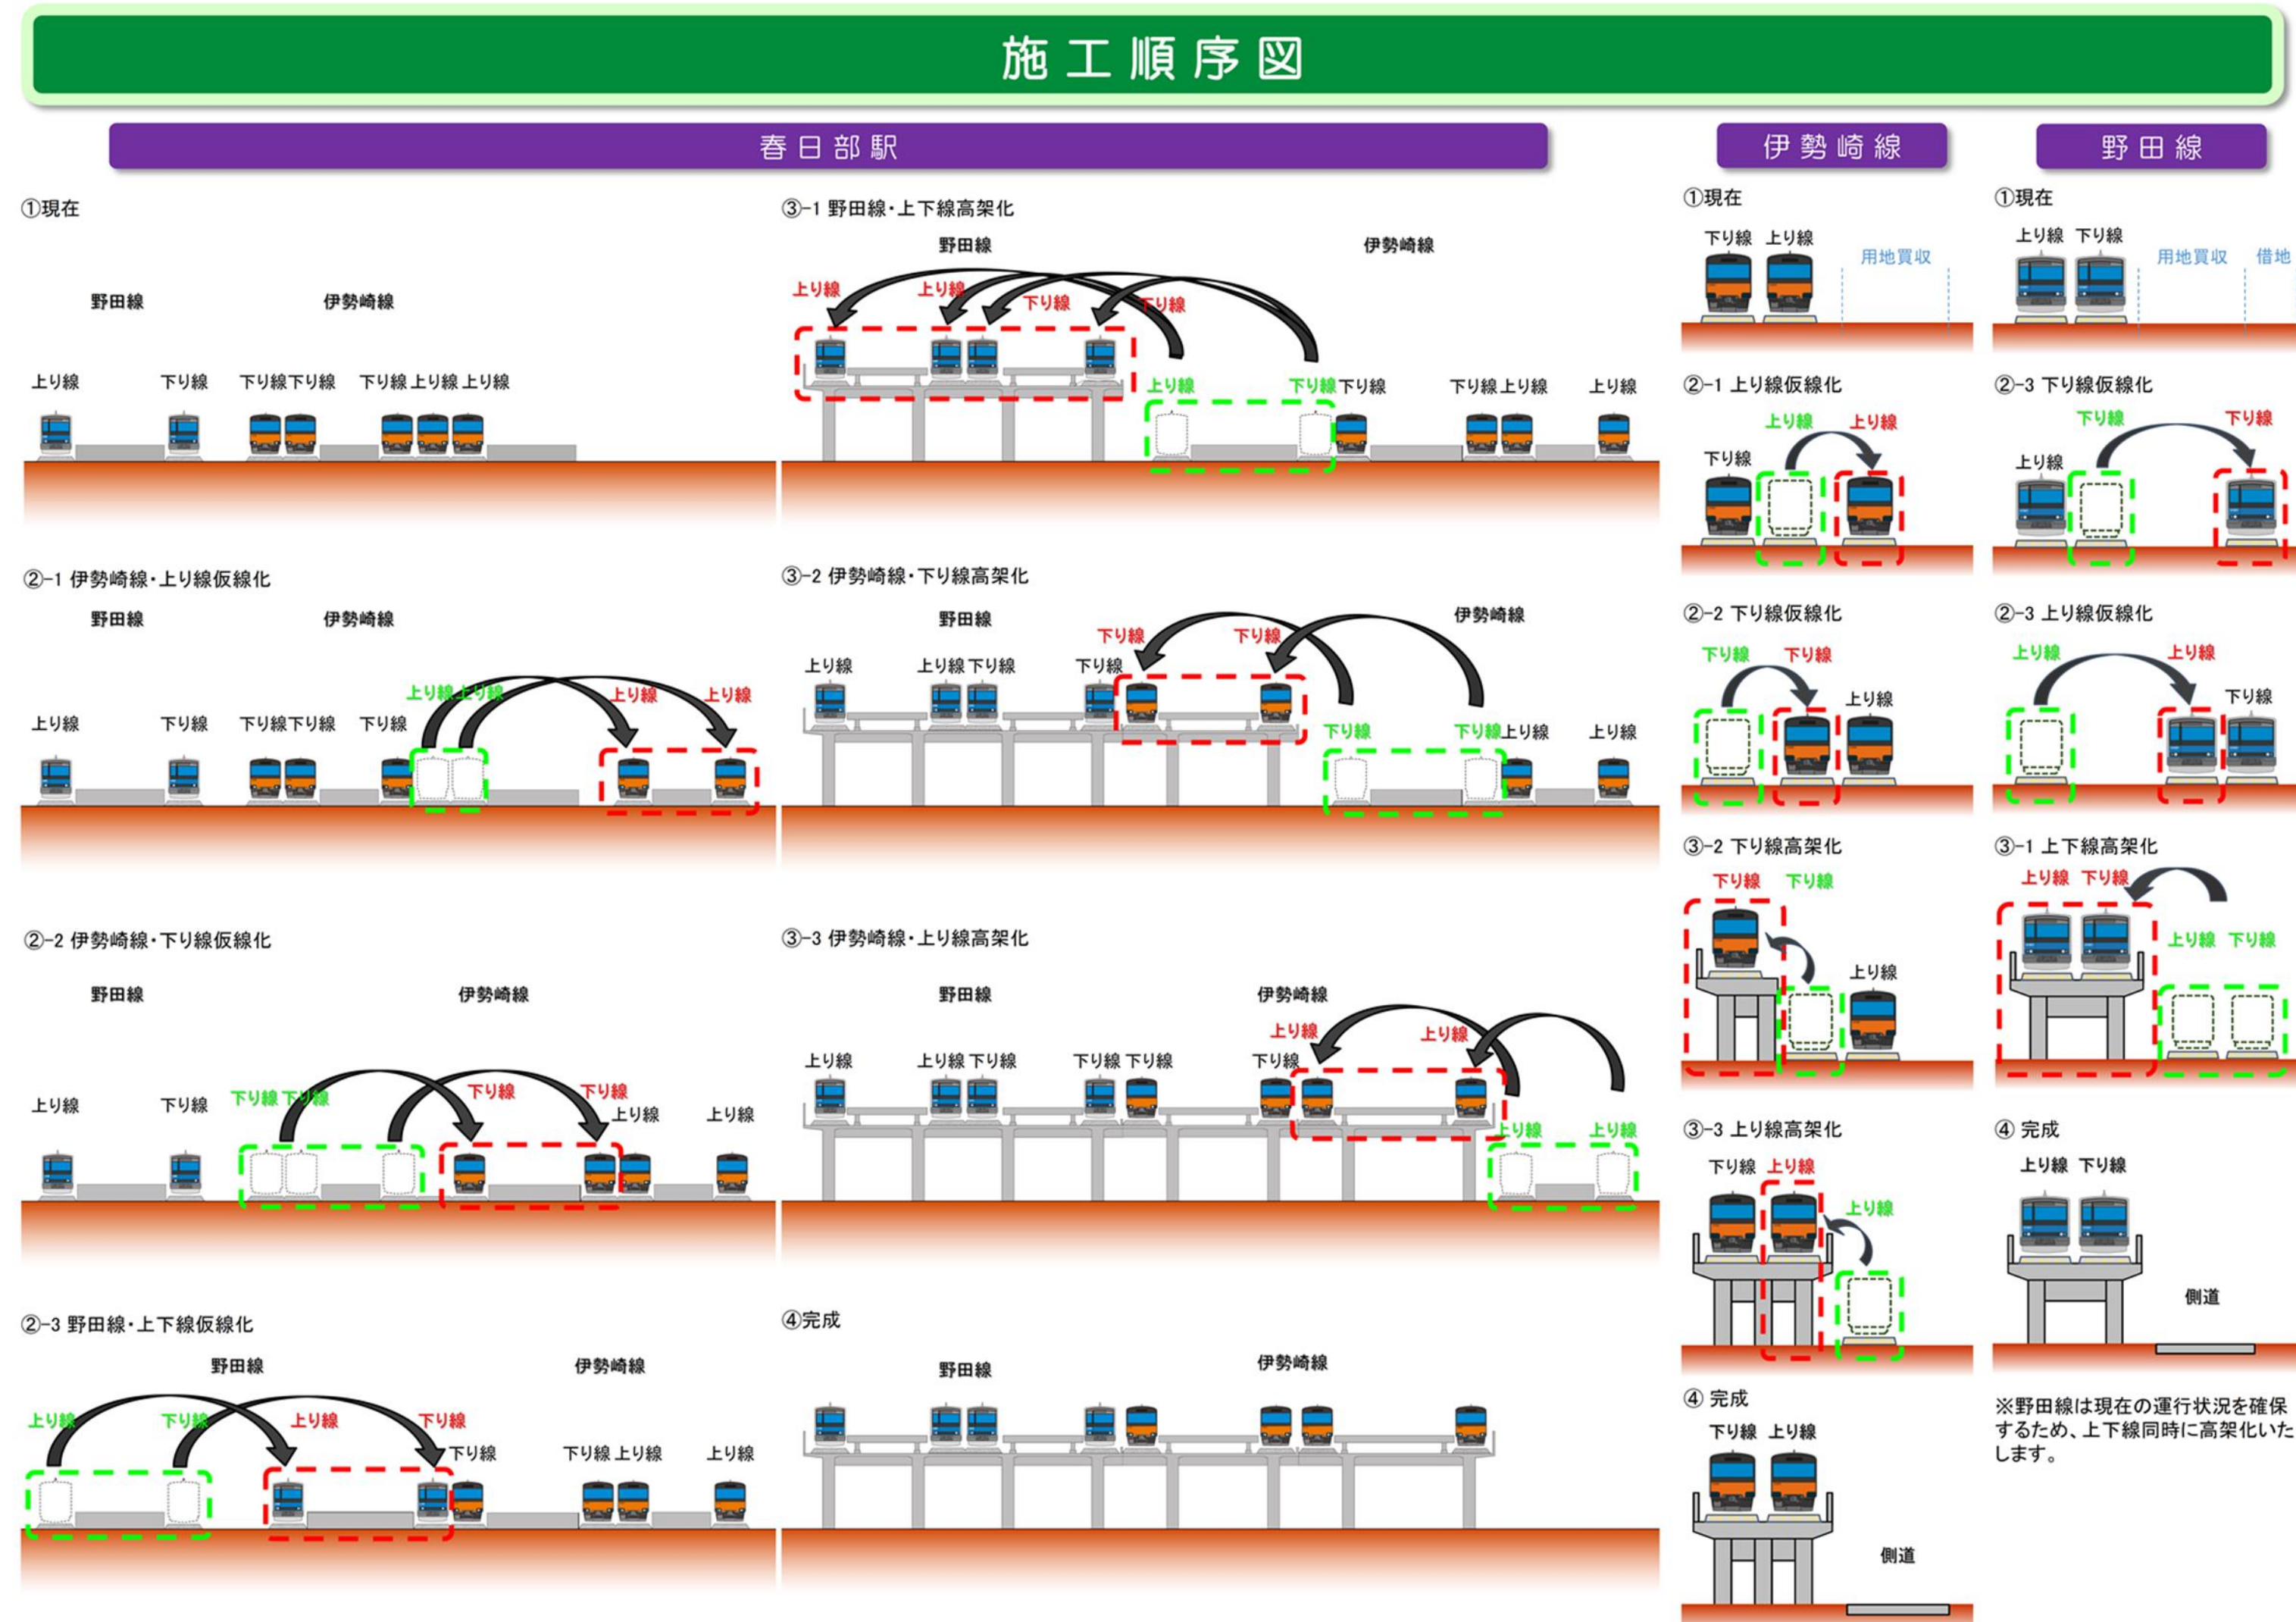 施工順序図
春日部駅
①現在
野田線 伊勢崎線
上り線 下り線 下り線 下り線 下り線 上り線 上り線
②-1 伊勢崎線・上り線仮線化
野田線 伊勢崎線
上り線 上り線 上り線 上り線
上り線 下り線 下り線 下り線 下り線
②-2 伊勢崎線・下り線仮線化
野田線 伊勢崎線
下り線 下り線 下り線 下り線
上り線 下り線 上り線 上り線
②-3 野田線・上下線仮線化
野田線 伊勢崎線
上り線 下り線 上り線 下り線
下り線 下り線 上り線 上り線
③-1 野田線・上下線高架化
野田線 伊勢崎線
上り線 上り線 下り線 下り線
上り線 下り線 下り線 下り線 上り線 上り線
③-2 伊勢崎線・下り線高架化
野田線 伊勢崎線
下り線 下り線
上り線 上り線 下り線 下り線
下り線 下り線 上り線 上り線
③-3 伊勢崎線・上り線高架化
野田線 伊勢崎線
上り線 上り線
上り線 上り線 下り線 下り線 下り線 下り線
上り線 上り線
④完成
野田線 伊勢崎線
伊勢崎線
①現在
下り線 上り線
用地買収
②-1 上り線仮線化
上り線 上り線
下り線
②-2 下り線仮線化
下り線 下り線
上り線
③-2 下り線高架化
下り線 下り線
上り線
③-3 上り線高架化
下り線 上り線
上り線
④ 完成
下り線 上り線
側道
野田線
①現在
上り線 下り線
用地買収 借地
②-3 下り線仮線化
下り線 下り線
上り線
②-3 上り線仮線化
上り線 上り線
下り線
③-1 上下線高架化
上り線 下り線
上り線 下り線
④ 完成
上り線 下り線
側道
※野田線は現在の運行状況を確保
するため、上下線同時に高架化いた
します。